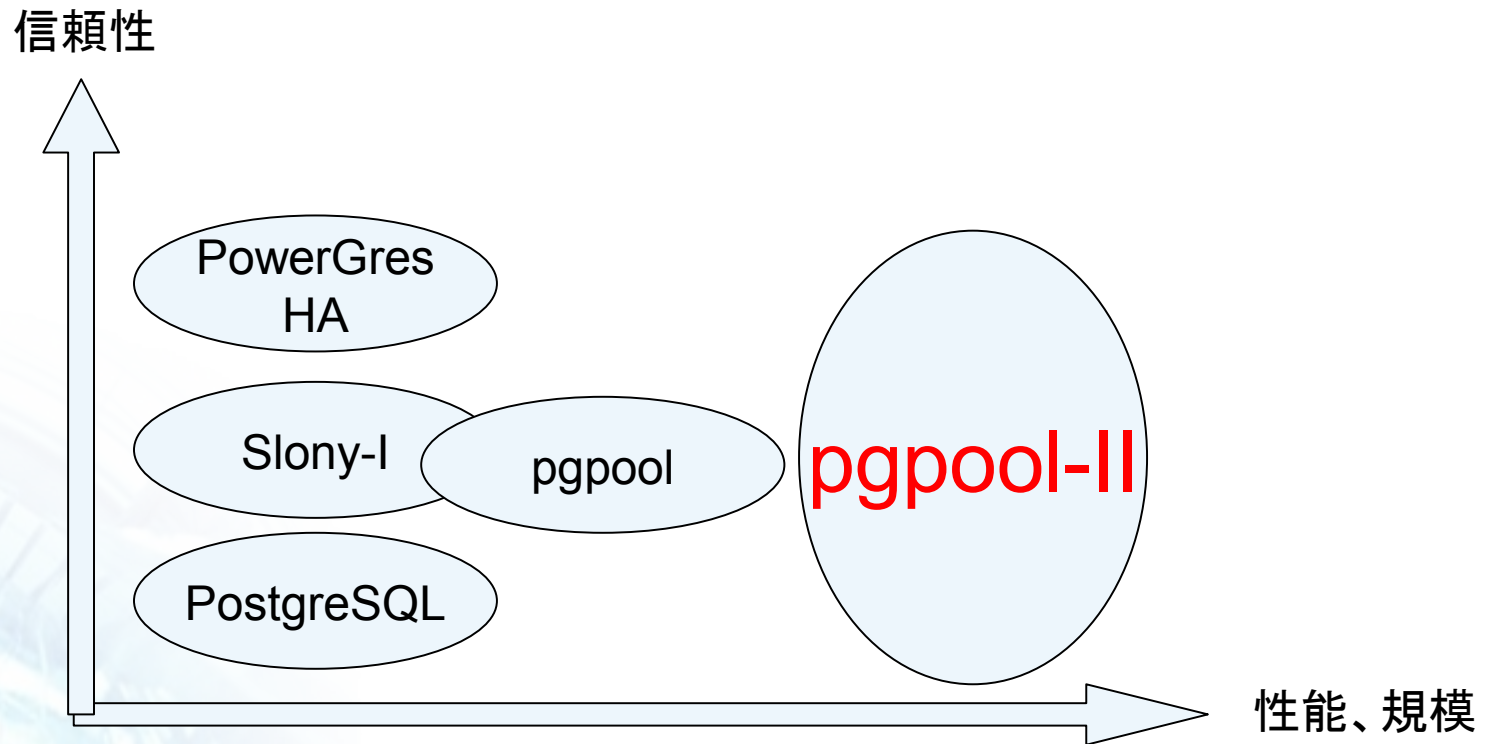 信頼性
PowerGres
HA
Slony-I
pgpool
pgpool-II
PostgreSQL
性能、規模